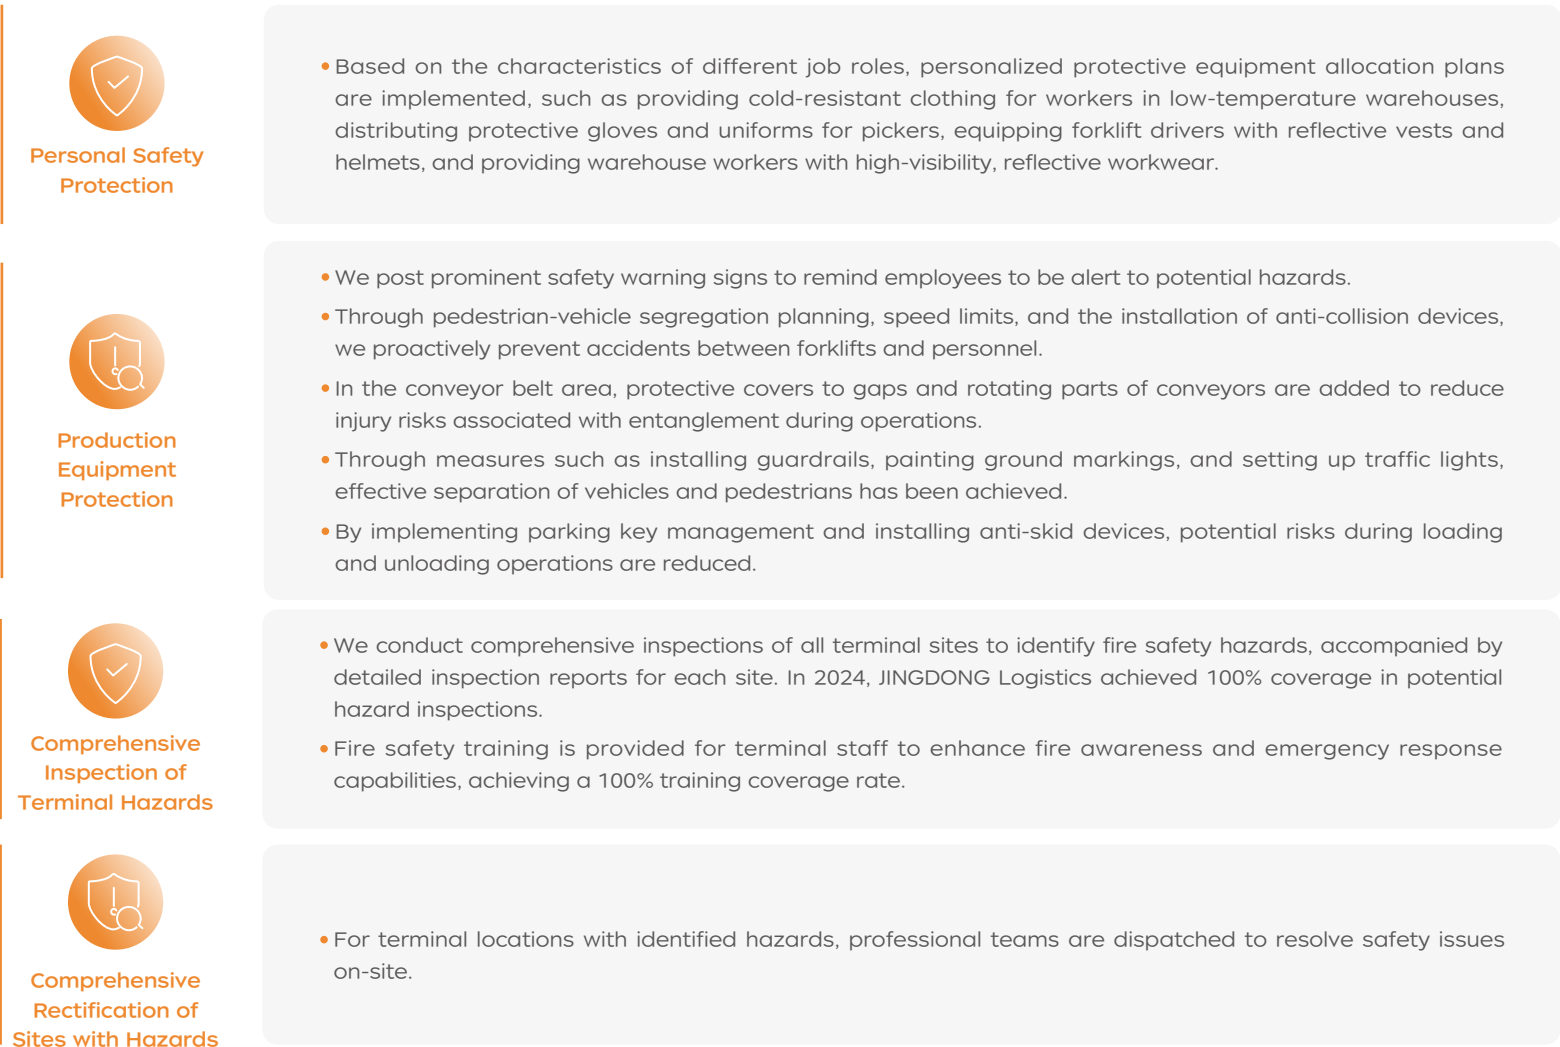 Personal Safety
Protection
• Based on the characteristics of different job roles, personalized protective equipment allocation plans
are implemented, such as providing cold-resistant clothing for workers in low-temperature warehouses,
distributing protective gloves and uniforms for pickers, equipping forklift drivers with reflective vests and
helmets, and providing warehouse workers with high-visibility, reflective workwear.
Production
Equipment
Protection
• We post prominent safety warning signs to remind employees to be alert to potential hazards.
• Through pedestrian-vehicle segregation planning, speed limits, and the installation of anti-collision devices,
we proactively prevent accidents between forklifts and personnel.
• In the conveyor belt area, protective covers to gaps and rotating parts of conveyors are added to reduce
injury risks associated with entanglement during operations.
• Through measures such as installing guardrails, painting ground markings, and setting up traffic lights,
effective separation of vehicles and pedestrians has been achieved.
• By implementing parking key management and installing anti-skid devices, potential risks during loading
and unloading operations are reduced.
Comprehensive
Inspection of
Terminal Hazards
• We conduct comprehensive inspections of all terminal sites to identify fire safety hazards, accompanied by
detailed inspection reports for each site. In 2024, JINGDONG Logistics achieved 100% coverage in potential
hazard inspections.
• Fire safety training is provided for terminal staff to enhance fire awareness and emergency response
capabilities, achieving a 100% training coverage rate.
Comprehensive
Rectification of
Sites with Hazards
• For terminal locations with identified hazards, professional teams are dispatched to resolve safety issues
on-site.